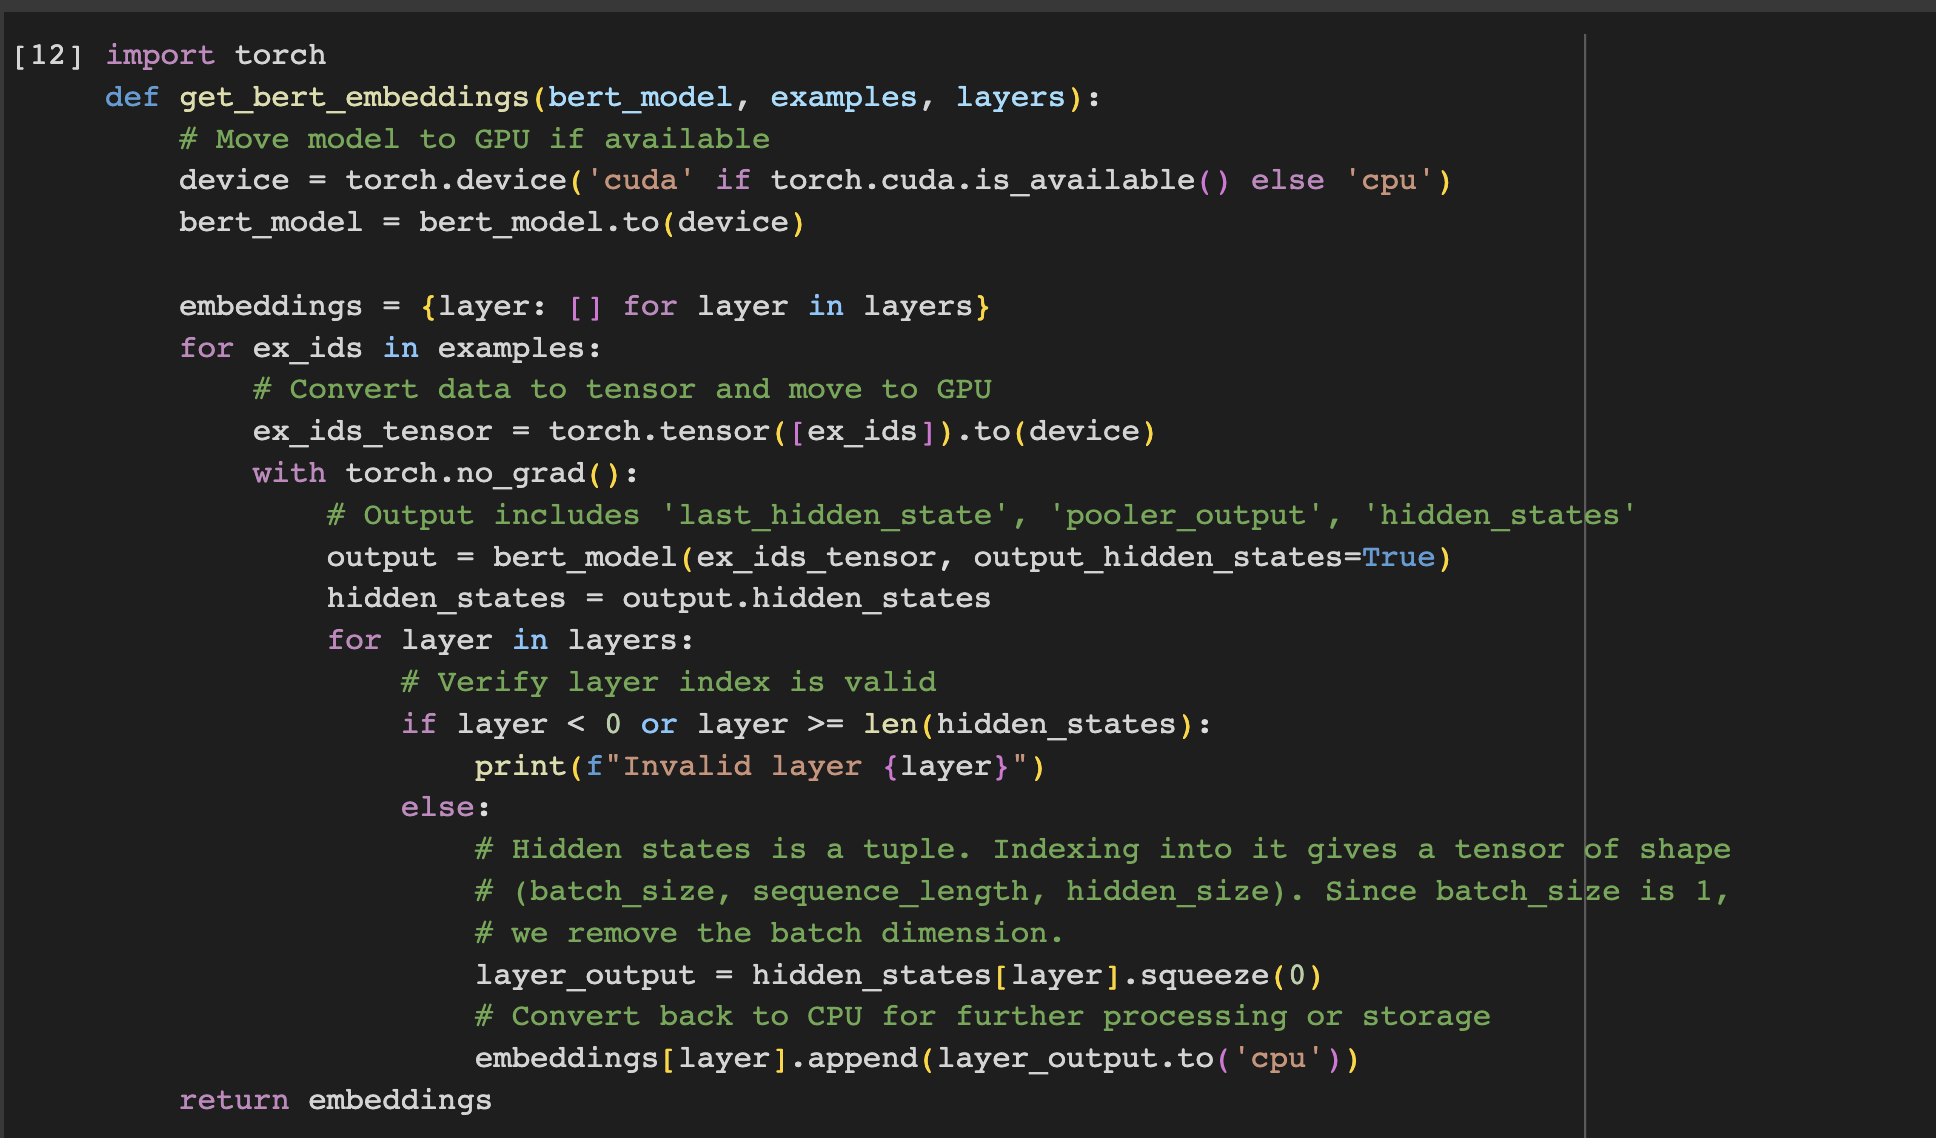 [12] import torch
def get_bert_embeddings(bert_model, examples, layers):
# Move model to GPU if available
device = torch.device('cuda' if torch.cuda.is_available() else 'cpu')
bert_model = bert_model.to(device)
embeddings = {layer: [] for layer in layers}
for ex_ids in examples:
# Convert data to tensor and move to GPU
ex_ids_tensor = torch.tensor([ex_ids]).to(device)
with torch.no_grad():
# Output includes 'last_hidden_state', 'pooler_output', 'hidden_states'
output = bert_model(ex_ids_tensor, output_hidden_states=True)
hidden_states = output.hidden_states
for layer in layers:
# Verify layer index is valid
if layer < 0 or layer >= len(hidden_states):
print(f"Invalid layer {layer}")
else:
# Hidden states is a tuple. Indexing into it gives a tensor of shape
# (batch_size, sequence_length, hidden_size). Since batch_size is 1,
# we remove the batch dimension.
layer_output = hidden_states[layer].squeeze(0)
# Convert back to CPU for further processing or storage
embeddings[layer].append(layer_output.to('cpu'))
return embeddings